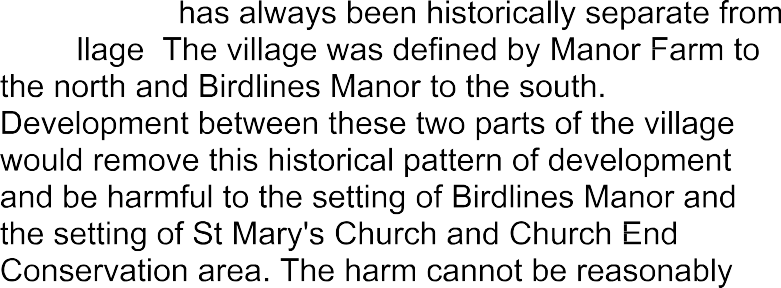 has always been historically separate from
llage The village was defined by Manor Farm to
the north and Birdlines Manor to the south.
Development between these two parts of the village
would remove this historical pattern of development
and be harmful to the setting of Birdlines Manor and
the setting of St Mary's Church and Church End
Conservation area. The harm cannot be reasonably